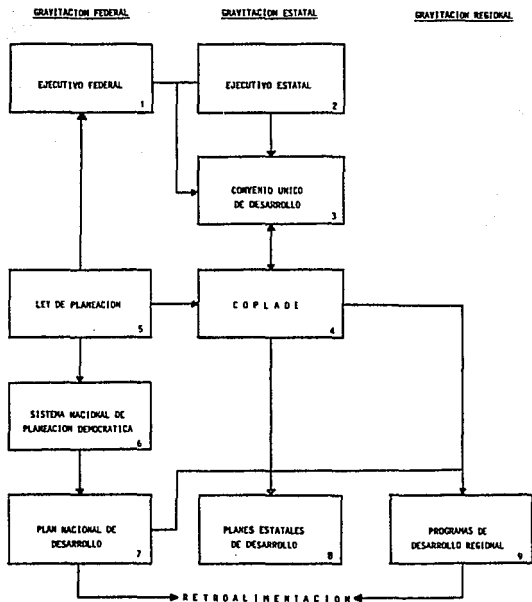 GRAVITACION FEDERAL
GRAVITACION ESTATAL
GRAVITACION REGIONAL
EJECUTIVO FEDERAL
1
EJECUTIVO ESTATAL
2
CONVENIO UNICO
DE DESARROLLO
3
LEY DE PLANEACION
5
C O P L A D I
4
SISTEMA NACIONAL DE
PLANEACION DEMOCRATICA
6
PLAN NACIONAL DE
DESARROLLO
7
PLANES ESTATALES
DE DESARROLLO
8
PROGRAMAS DE
DESARROLLO REGIONAL
9
R E T R O A L I M E N T A C I O N